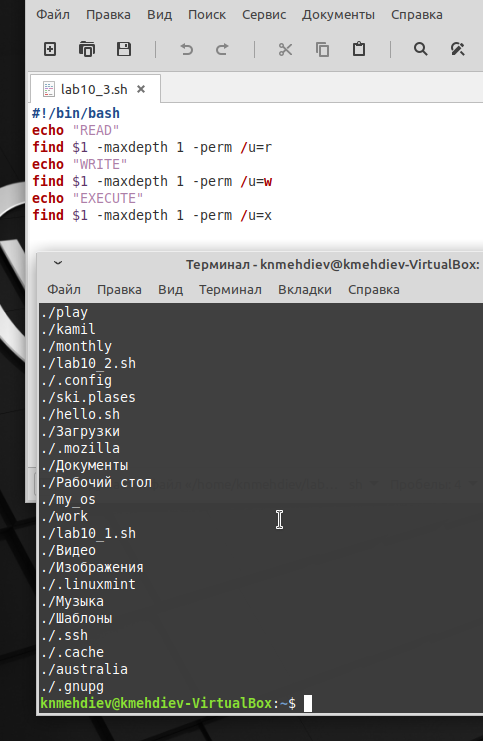 Файл Правка Вид Поиск Сервис Документы Справка
lab10_3.sh ×
#!/bin/bash
echo "READ"
find $1 -maxdepth 1 -perm /u=r
echo "WRITE"
find $1 -maxdepth 1 -perm /u=w
echo "EXECUTE"
find $1 -maxdepth 1 -perm /u=x
Терминал - knmehdiev@kmehdiev-VirtualBox:
Файл Правка Вид Терминал Вкладки Справка
./play
./kamil
./monthly
./lab10_2.sh
./.config
./ski.plases
./hello.sh
./Загрузки
./.mozilla
./Документы
./Рабочий стол
./my_os
./work
./lab10_1.sh
./Видео
./Изображения
./.linuxmint
./Музыка
./Шаблоны
./.ssh
./.cache
./australia
./.gnupg
knmehdiev@kmehdiev-VirtualBox:~$